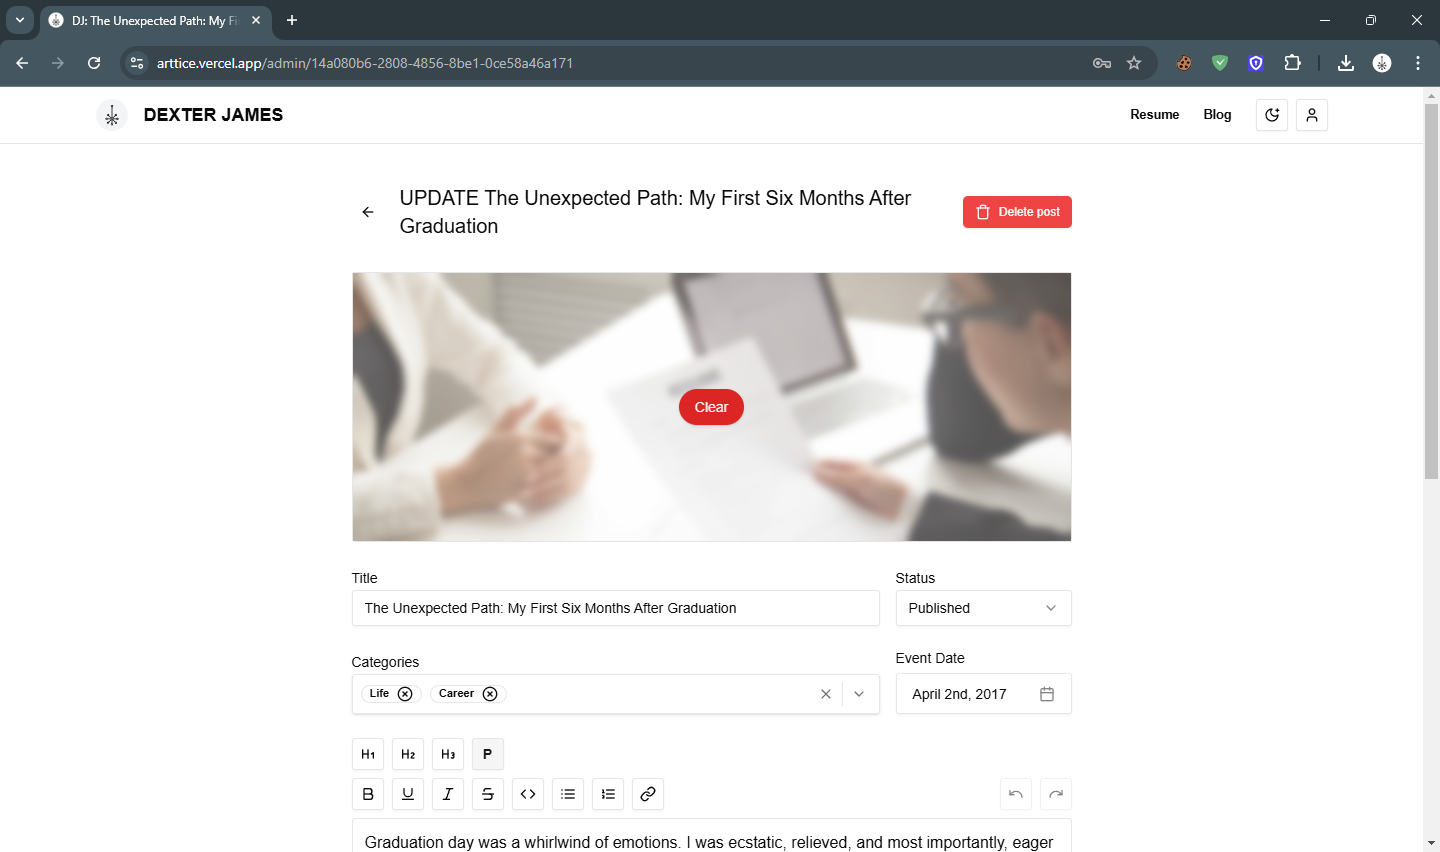 DJ: The Unexpected Path: My Fi
arttice.vercel.app/admin/14a080b6-2808-4856-8be1-0ce58a46a171
DEXTER JAMES
Resume
Blog
UPDATE The Unexpected Path: My First Six Months After
Graduation
Delete post
Clear
Title
Status
The Unexpected Path: My First Six Months After Graduation
Published
Categories
Event Date
Life
Career
April 2nd, 2017
H1
H2
H3
P
B
U
I
S
Graduation day was a whirlwind of emotions. I was ecstatic, relieved, and most importantly, eager